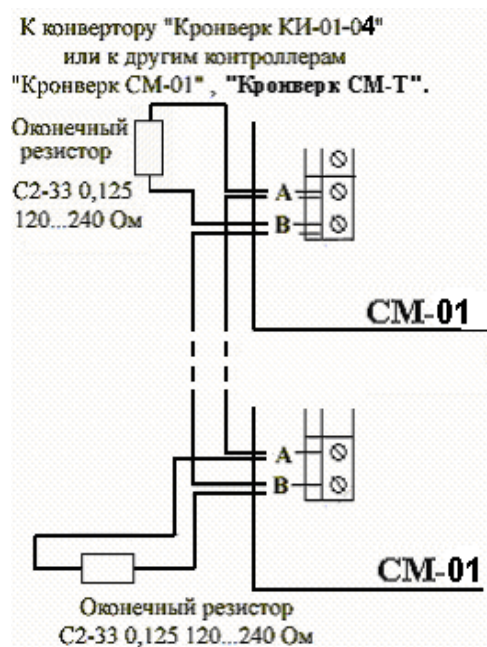 К конвертору "Кронверк КИ-01-04"
или к другим контроллерам
"Кронверк СМ-01" , "Кронверк СМ-Т".
Оконечный
резистор
С2-33 0,125
120...240 Ом
А
В
СМ-01
А
В
СМ-01
Оконечный резистор
С2-33 0,125 120...240 Ом